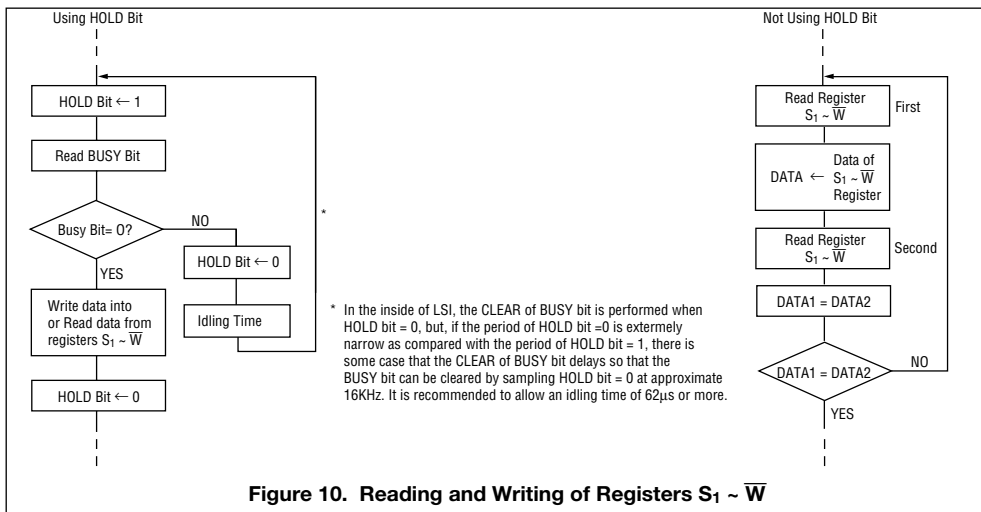 Using HOLD Bit
HOLD Bit ← 1
Read BUSY Bit
Busy Bit= O?
NO
YES
HOLD Bit ← 0
Idling Time
*
Write data into
or Read data from
registers S₁ ~ W̅
HOLD Bit ← 0
* In the inside of LSI, the CLEAR of BUSY bit is performed when
HOLD bit = 0, but, if the period of HOLD bit =0 is extermely
narrow as compared with the period of HOLD bit = 1, there is
some case that the CLEAR of BUSY bit delays so that the
BUSY bit can be cleared by sampling HOLD bit = 0 at approximate
16KHz. It is recommended to allow an idling time of 62µs or more.
Not Using HOLD Bit
Read Register
S₁ ~ W̅
First
DATA ← Data of
S₁ ~ W̅
Register
Read Register
S₁ ~ W̅
Second
DATA1 = DATA2
DATA1 = DATA2
NO
YES
Figure 10. Reading and Writing of Registers S₁ ~ W̅